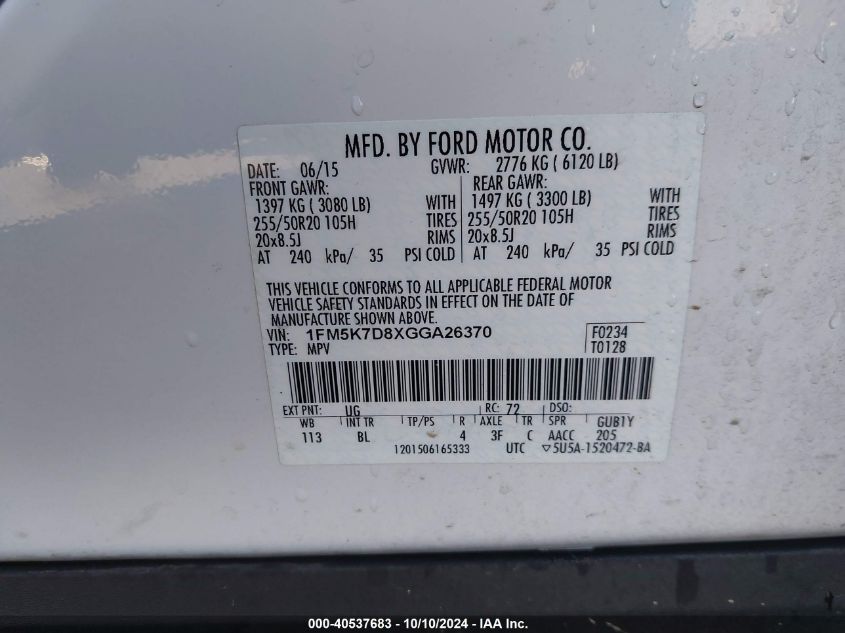 MFD. BY FORD MOTOR CO.
DATE: 06/15 GVWR: 2776 KG ( 6120 LB)
FRONT GAWR: REAR GAWR:
1397 KG ( 3080 LB) WITH 1497 KG ( 3300 LB) WITH
255/50R20 105H TIRES 255/50R20 105H TIRES
20x8.5J RIMS 20x8.5J RIMS
AT 240 kPa/ 35 PSI COLD AT 240 kPa/ 35 PSI COLD
THIS VEHICLE CONFORMS TO ALL APPLICABLE FEDERAL MOTOR
VEHICLE SAFETY STANDARDS IN EFFECT ON THE DATE OF
MANUFACTURE SHOWN ABOVE.
VIN: 1FM5K7D8XGGA26370 F0234
TYPE: MPV T0128
EXT PNT: UG RC: 72 DSO:
WB INT TR TP/PS R AXLE TR SPR GUB1Y
113 BL 4 3F C AACC 205
1201506165333 UTC ▽5U5A-1520472-BA
000-40537683 - 10/10/2024 - IAA Inc.